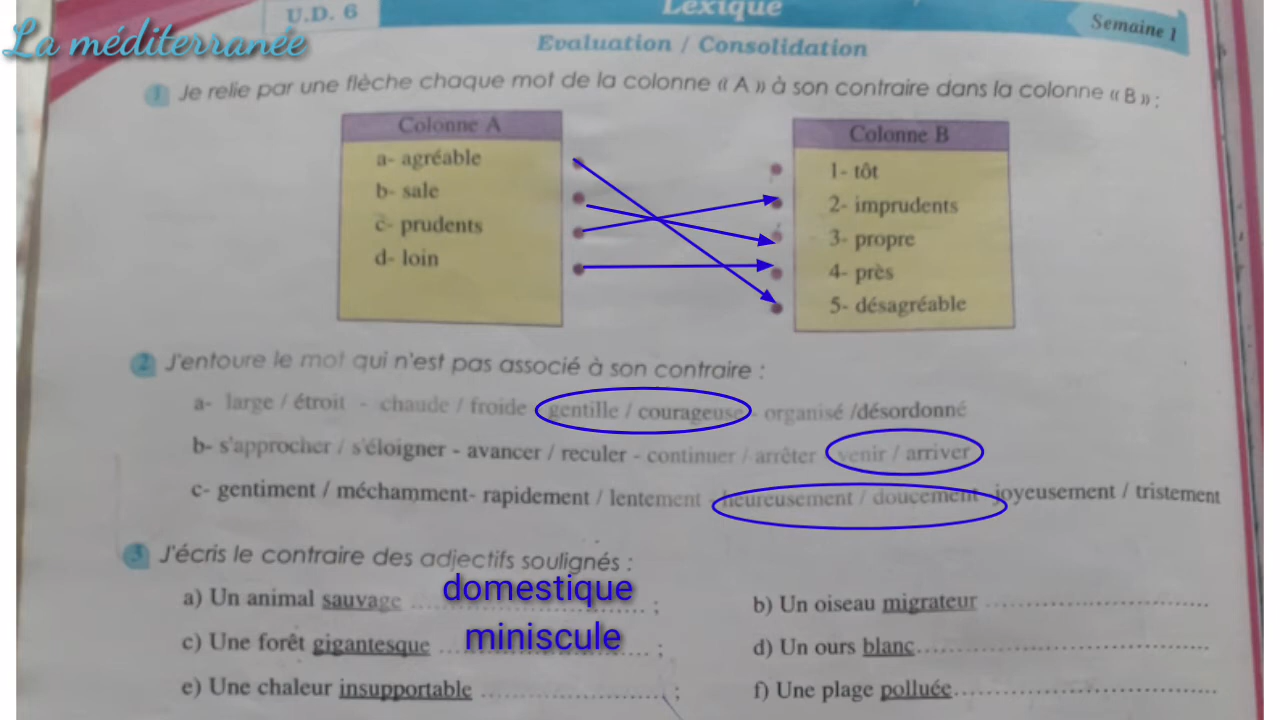 La méditerranée
U.D. 6
Lexique
Semaine 1
Evaluation / Consolidation
1 Je relie par une flèche chaque mot de la colonne « A » à son contraire dans la colonne « B » :
Colonne A
a- agréable
b- sale
c- prudents
d- loin
Colonne B
1- tôt
2- imprudents
3- propre
4- près
5- désagréable
2 J'entoure le mot qui n'est pas associé à son contraire :
a- large / étroit - chaude / froide gentille / courageuse - organisé /désordonné
b- s'approcher / s'éloigner - avancer / reculer - continuer / arrêter venir / arriver
c- gentiment / méchamment- rapidement / lentement heureusement / doucement joyeusement / tristement
3 J'écris le contraire des adjectifs soulignés :
a) Un animal sauvage domestique ;
b) Un oiseau migrateur
c) Une forêt gigantesque miniscule ;
d) Un ours blanc
e) Une chaleur insupportable ;
f) Une plage polluée